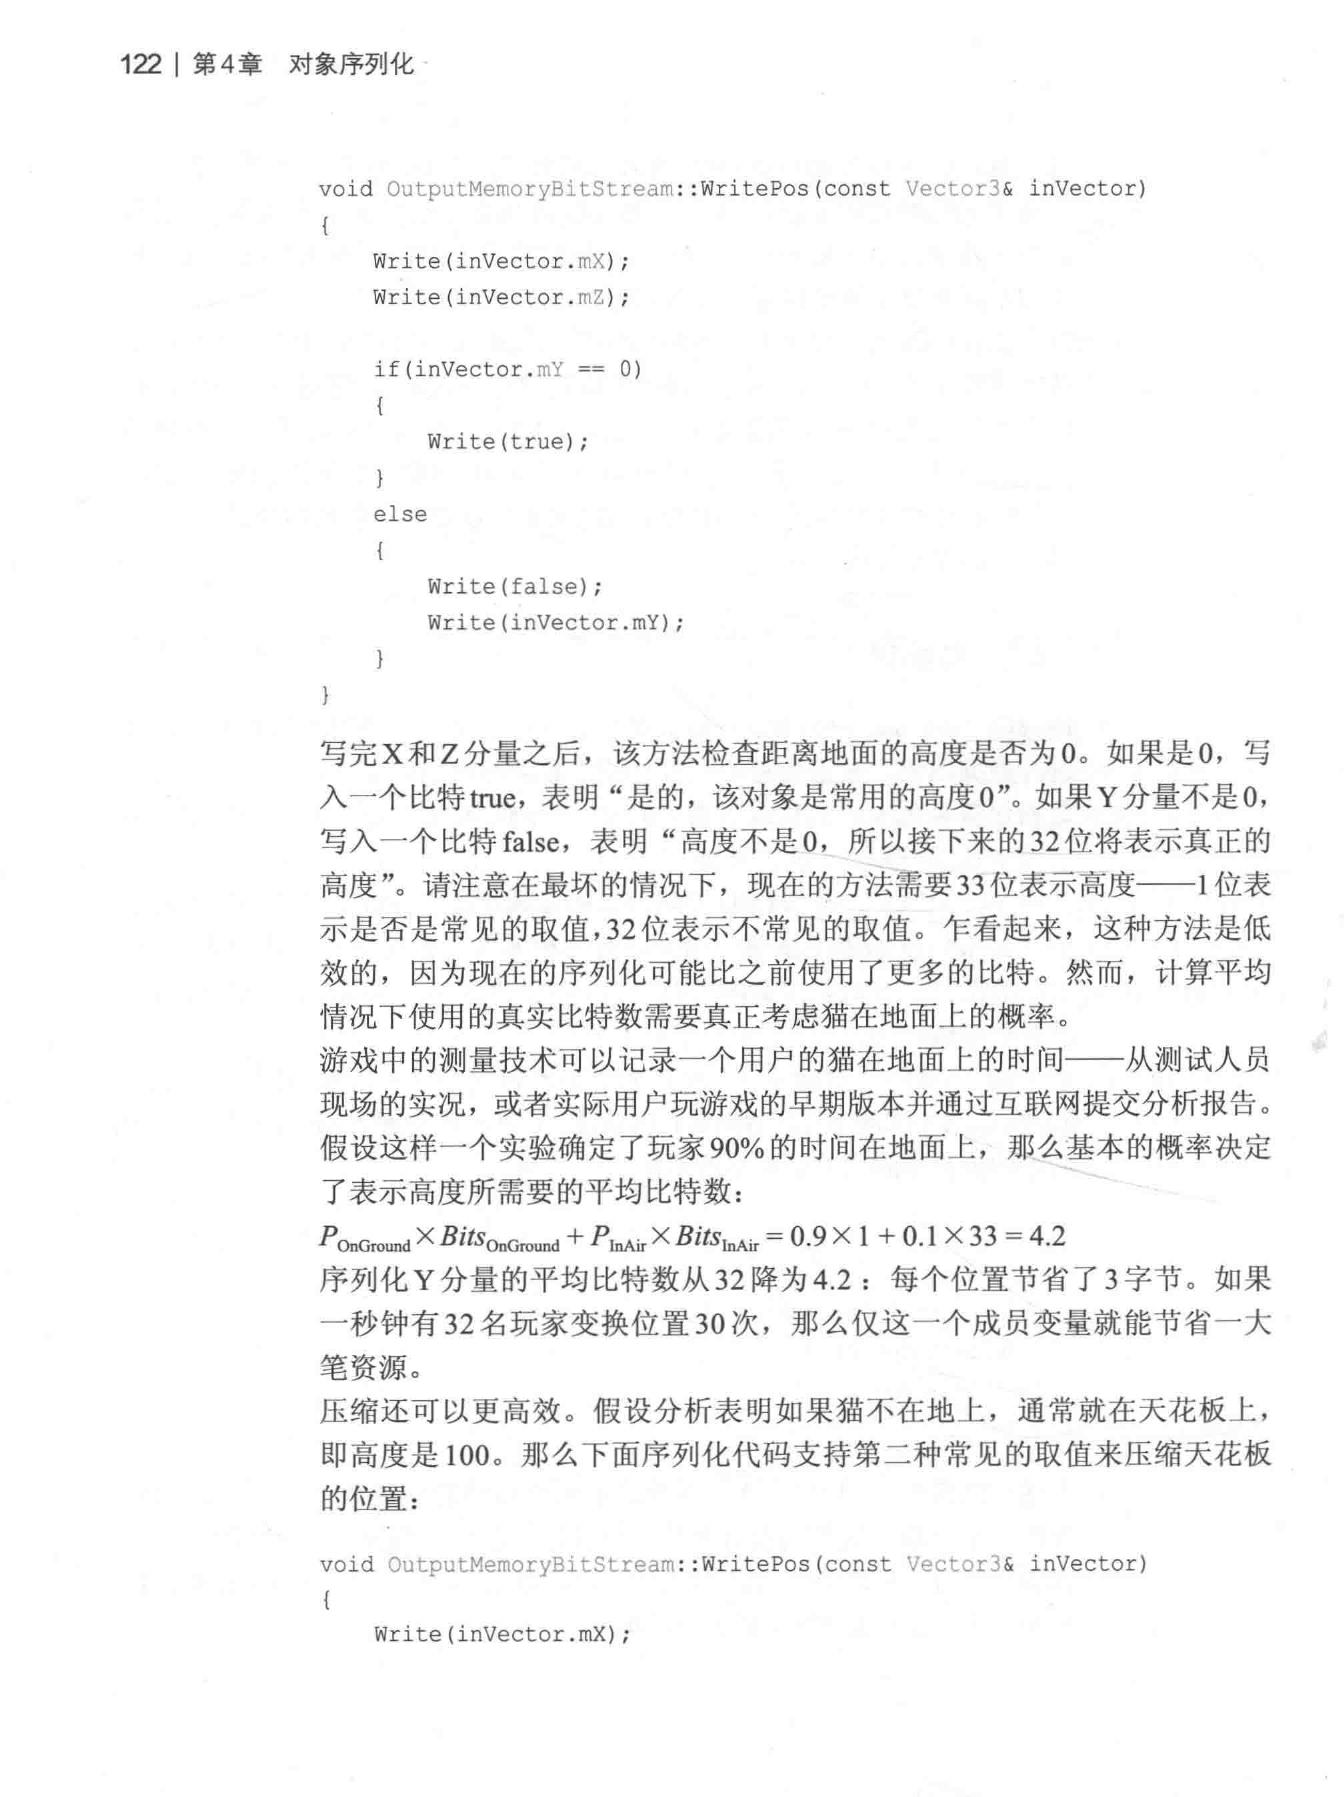 122 | 第4章 对象序列化
void OutputMemoryBitStream::WritePos(const Vector3& inVector)
{
    Write(inVector.mX);
    Write(inVector.mZ);
    if(inVector.mY == 0)
    {
        Write(true);
    }
    else
    {
        Write(false);
        Write(inVector.mY);
    }
}
写完X和Z分量之后，该方法检查距离地面的高度是否为0。如果是0，写
入一个比特true，表明“是的，该对象是常用的高度0”。如果Y分量不是0，
写入一个比特false，表明“高度不是0，所以接下来的32位将表示真正的
高度”。请注意在最坏的情况下，现在的方法需要33位表示高度——1位表
示是否是常见的取值，32位表示不常见的取值。乍看起来，这种方法是低
效的，因为现在的序列化可能比之前使用了更多的比特。然而，计算平均
情况下使用的真实比特数需要真正考虑猫在地面上的概率。
游戏中的测量技术可以记录一个用户的猫在地面上的时间——从测试人员
现场的实况，或者实际用户玩游戏的早期版本并通过互联网提交分析报告。
假设这样一个实验确定了玩家90%的时间在地面上，那么基本的概率决定
了表示高度所需要的平均比特数：
P_OnGround × Bits_OnGround + P_InAir × Bits_InAir = 0.9×1 + 0.1×33 = 4.2
序列化Y分量的平均比特数从32降为4.2：每个位置节省了3字节。如果
一秒钟有32名玩家变换位置30次，那么仅这一个成员变量就能节省一大
笔资源。
压缩还可以更高效。假设分析表明如果猫不在地上，通常就在天花板上，
即高度是100。那么下面序列化代码支持第二种常见的取值来压缩天花板
的位置：
void OutputMemoryBitStream::WritePos(const Vector3& inVector)
{
    Write(inVector.mX);